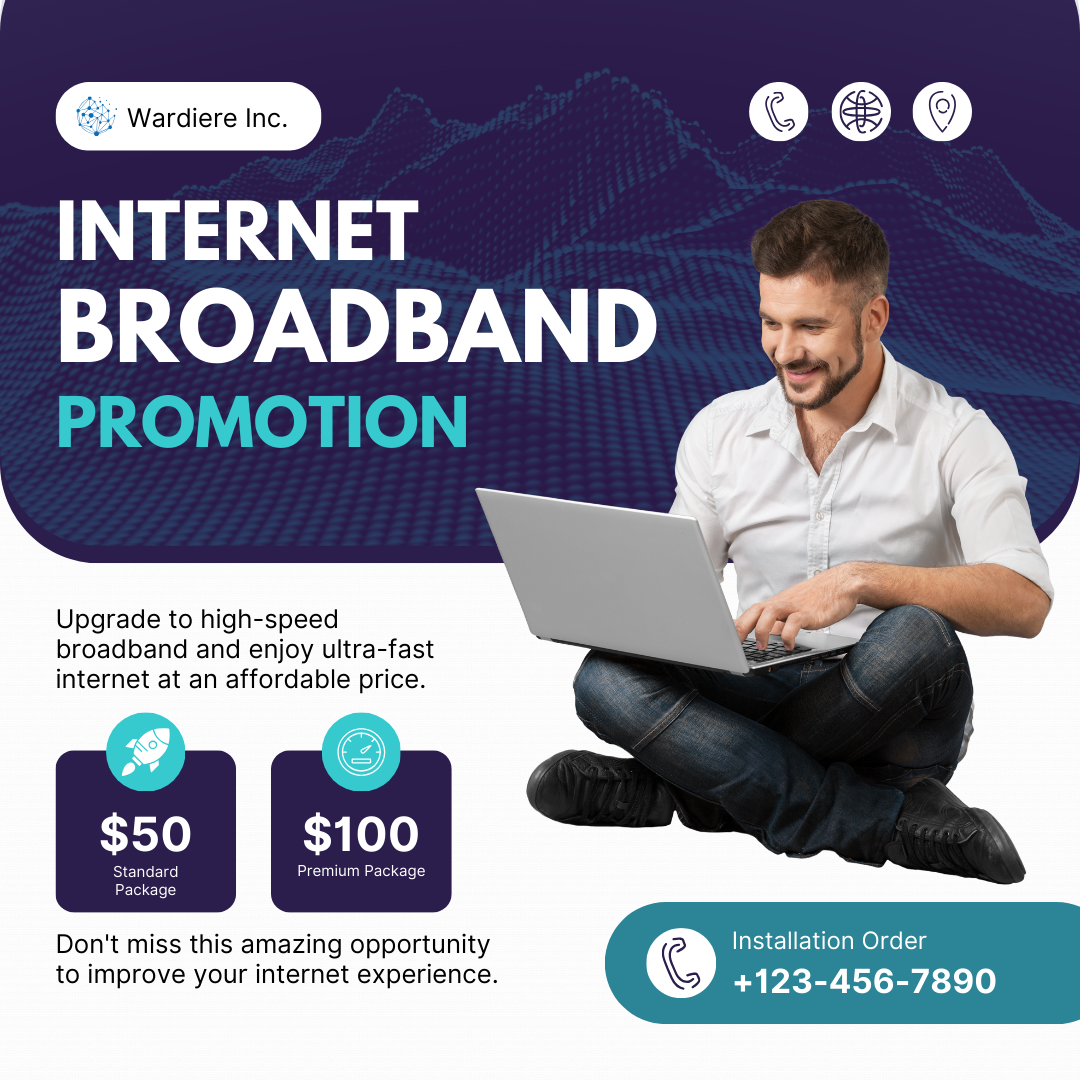 Wardiere Inc.
INTERNET
BROADBAND
PROMOTION
Upgrade to high-speed
broadband and enjoy ultra-fast
internet at an affordable price.
$50
Standard
Package
$100
Premium Package
Don't miss this amazing opportunity
to improve your internet experience.
Installation Order
+123-456-7890